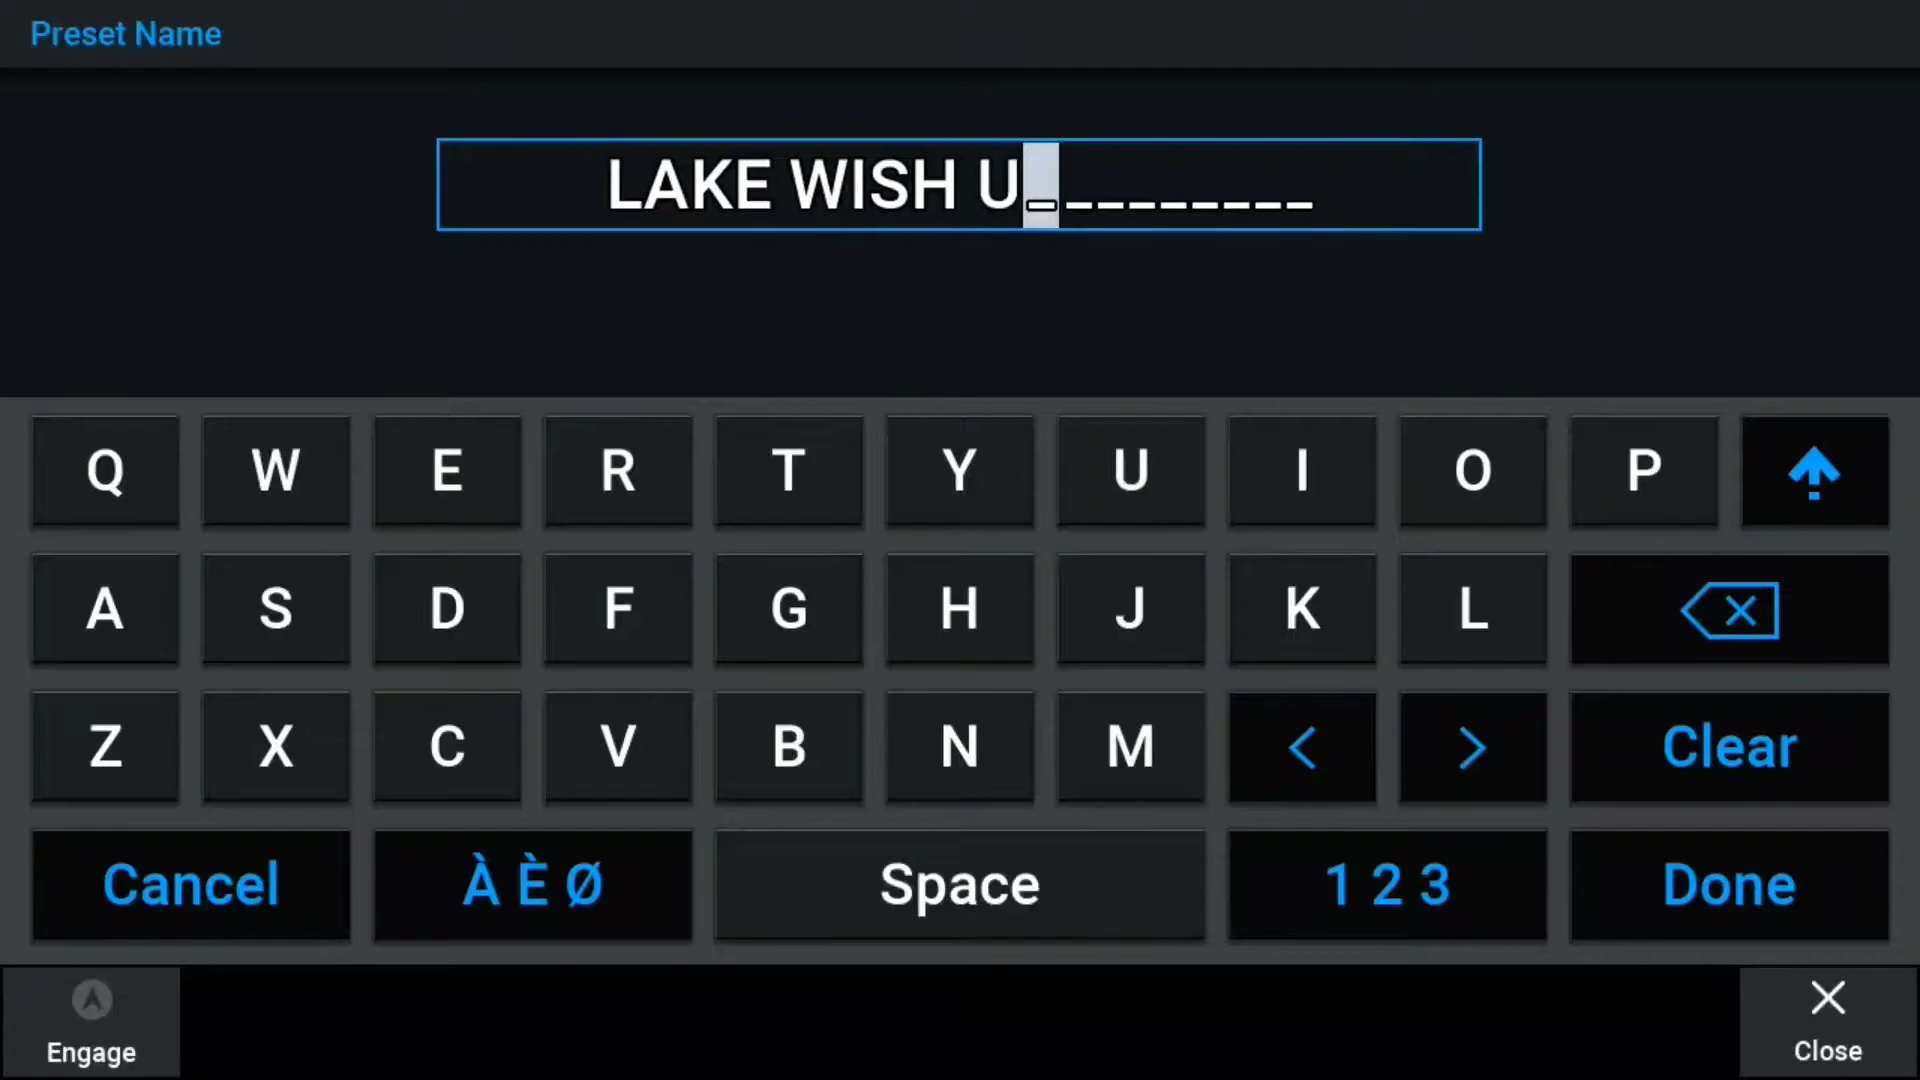 Preset Name
LAKE WISH U_________
Q W E R T Y U I O P
A S D F G H J K L
Z X C V B N M < > Clear
Cancel À È Ø Space 1 2 3 Done
Engage Close